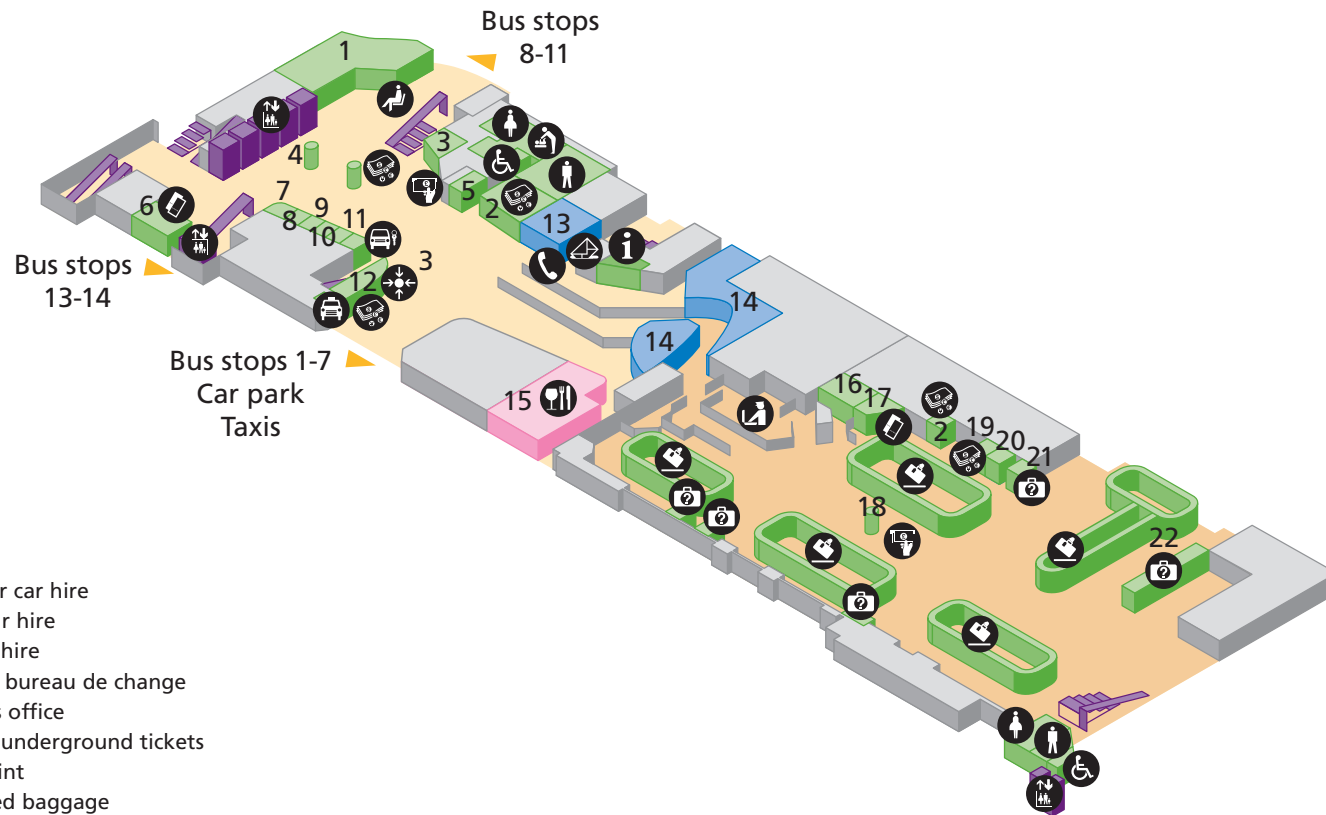 Bus stops
8-11
1
3
4
5
2
6
7
8
9
10
11
13
12
3
Bus stops
13-14
14
14
Bus stops 1-7
Car park
Taxis
15
16
17
2
19
20
21
18
22
car hire
hire
hire
bureau de change
office
underground tickets
baggage